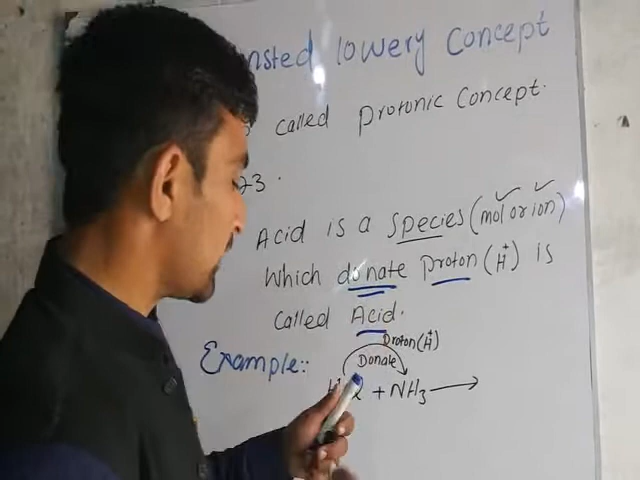 nsted lowery Concept
called protonic Concept.
23.
Acid is a species (mol or ion)
Which donate proton (H⁺) is
Called Acid.
Proton (H⁺)
Example:: Donate
H + NH₃ →